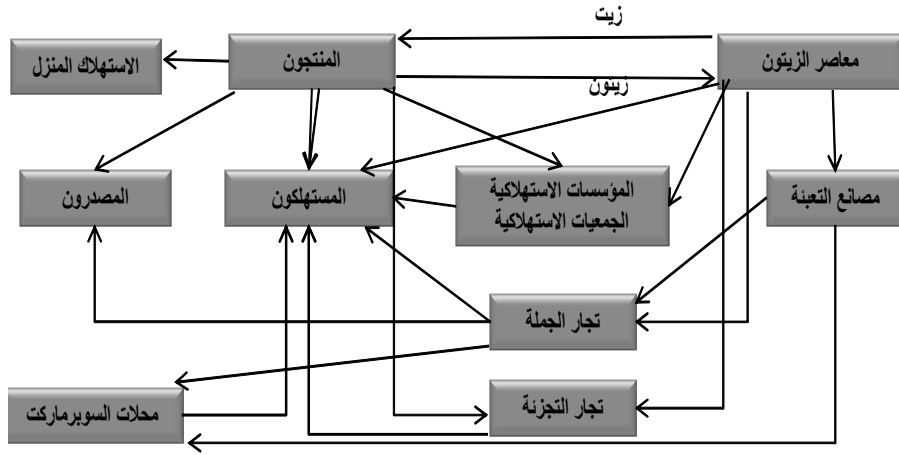 زيت
معاصر الزيتون
المنتجون
الاستهلاك المنزل
زيتون
مصانع التعبئة
المؤسسات الاستهلاكية
الجمعيات الاستهلاكية
المستهلكون
المصدرون
تجار الجملة
تجار التجزئة
محلات السوبرماركت